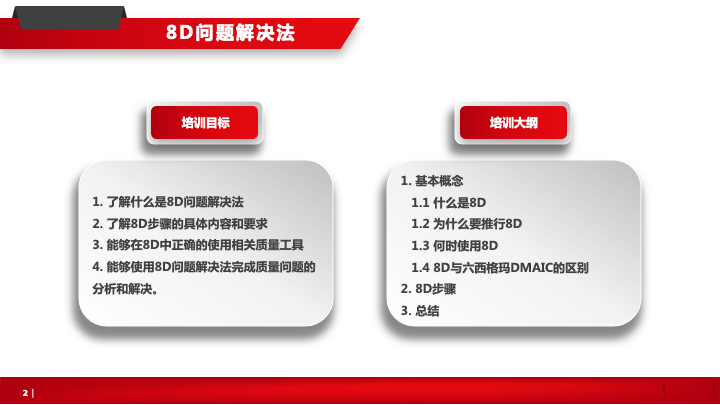 8D问题解决法
培训目标
1. 了解什么是8D问题解决法
2. 了解8D步骤的具体内容和要求
3. 能够在8D中正确的使用相关质量工具
4. 能够使用8D问题解决法完成质量问题的
分析和解决。
培训大纲
1. 基本概念
1.1 什么是8D
1.2 为什么要推行8D
1.3 何时使用8D
1.4 8D与六西格玛DMAIC的区别
2. 8D步骤
3. 总结
2 |